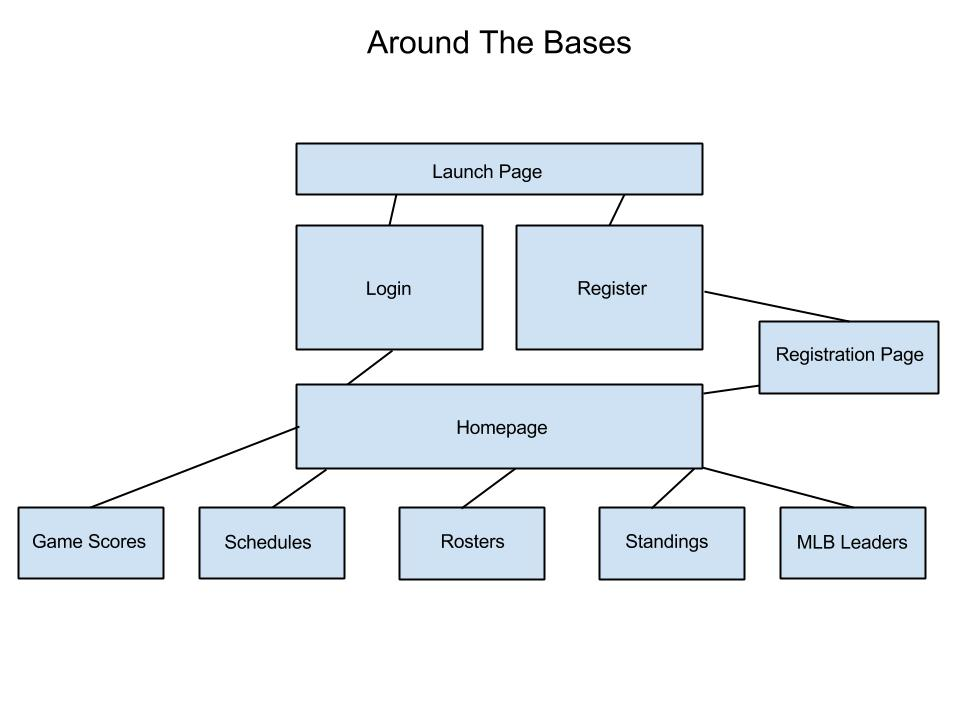 Around The Bases
Launch Page
Login
Register
Registration Page
Homepage
Game Scores
Schedules
Rosters
Standings
MLB Leaders